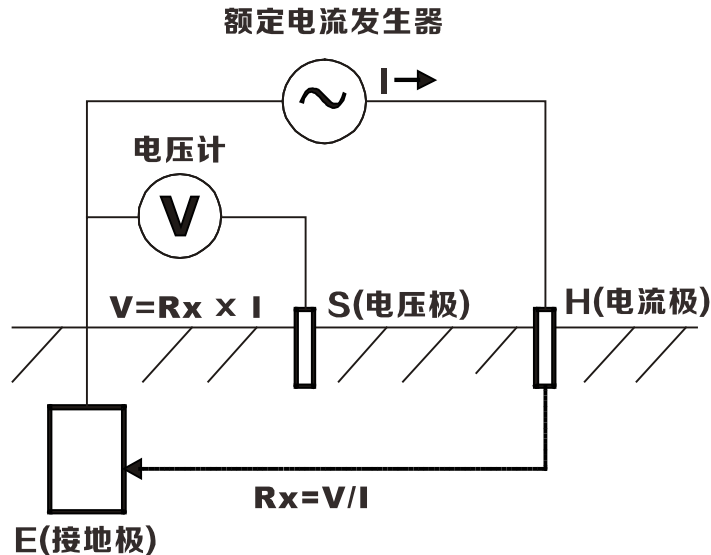 额定电流发生器
~
I
电压计
V
V=Rx × I
S(电压极)
H(电流极)
Rx=V/I
E(接地极)